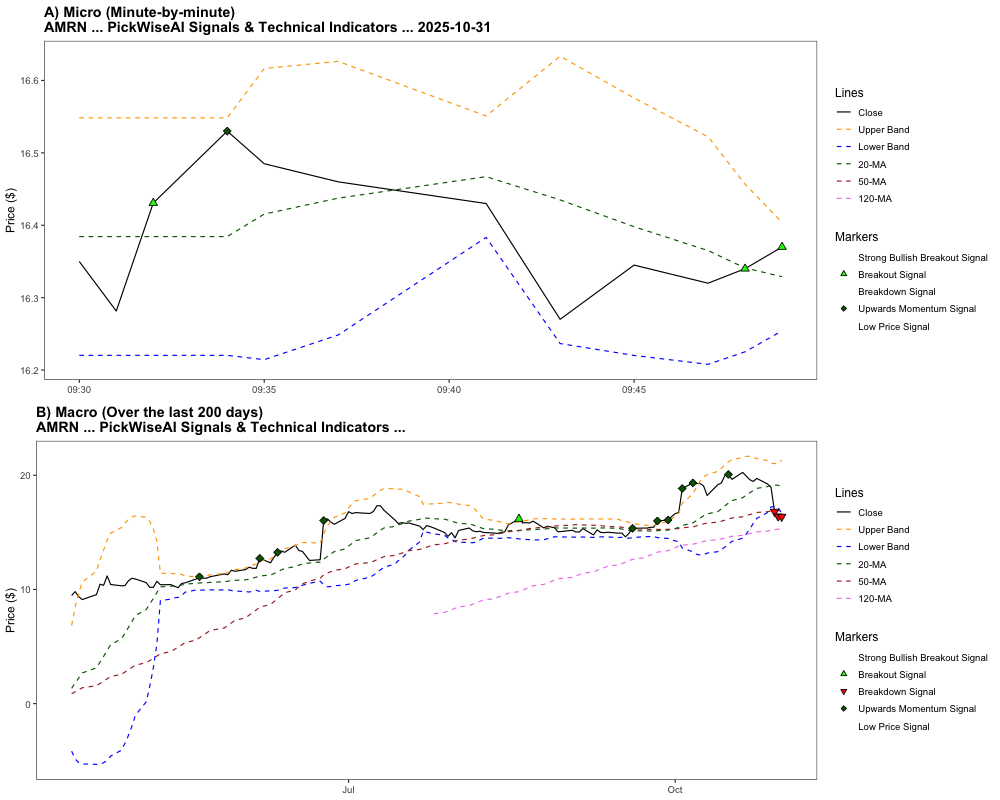 A) Micro (Minute-by-minute)
AMRN ... PickWiseAI Signals & Technical Indicators ... 2025-10-31
Price ($)
16.6
16.5
16.4
16.3
16.2
09:30
09:35
09:40
09:45
Lines
Close
Upper Band
Lower Band
20-MA
50-MA
120-MA
Markers
Strong Bullish Breakout Signal
Breakout Signal
Breakdown Signal
Upwards Momentum Signal
Low Price Signal
B) Macro (Over the last 200 days)
AMRN ... PickWiseAI Signals & Technical Indicators ...
Price ($)
20
10
0
Jul
Oct
Lines
Close
Upper Band
Lower Band
20-MA
50-MA
120-MA
Markers
Strong Bullish Breakout Signal
Breakout Signal
Breakdown Signal
Upwards Momentum Signal
Low Price Signal